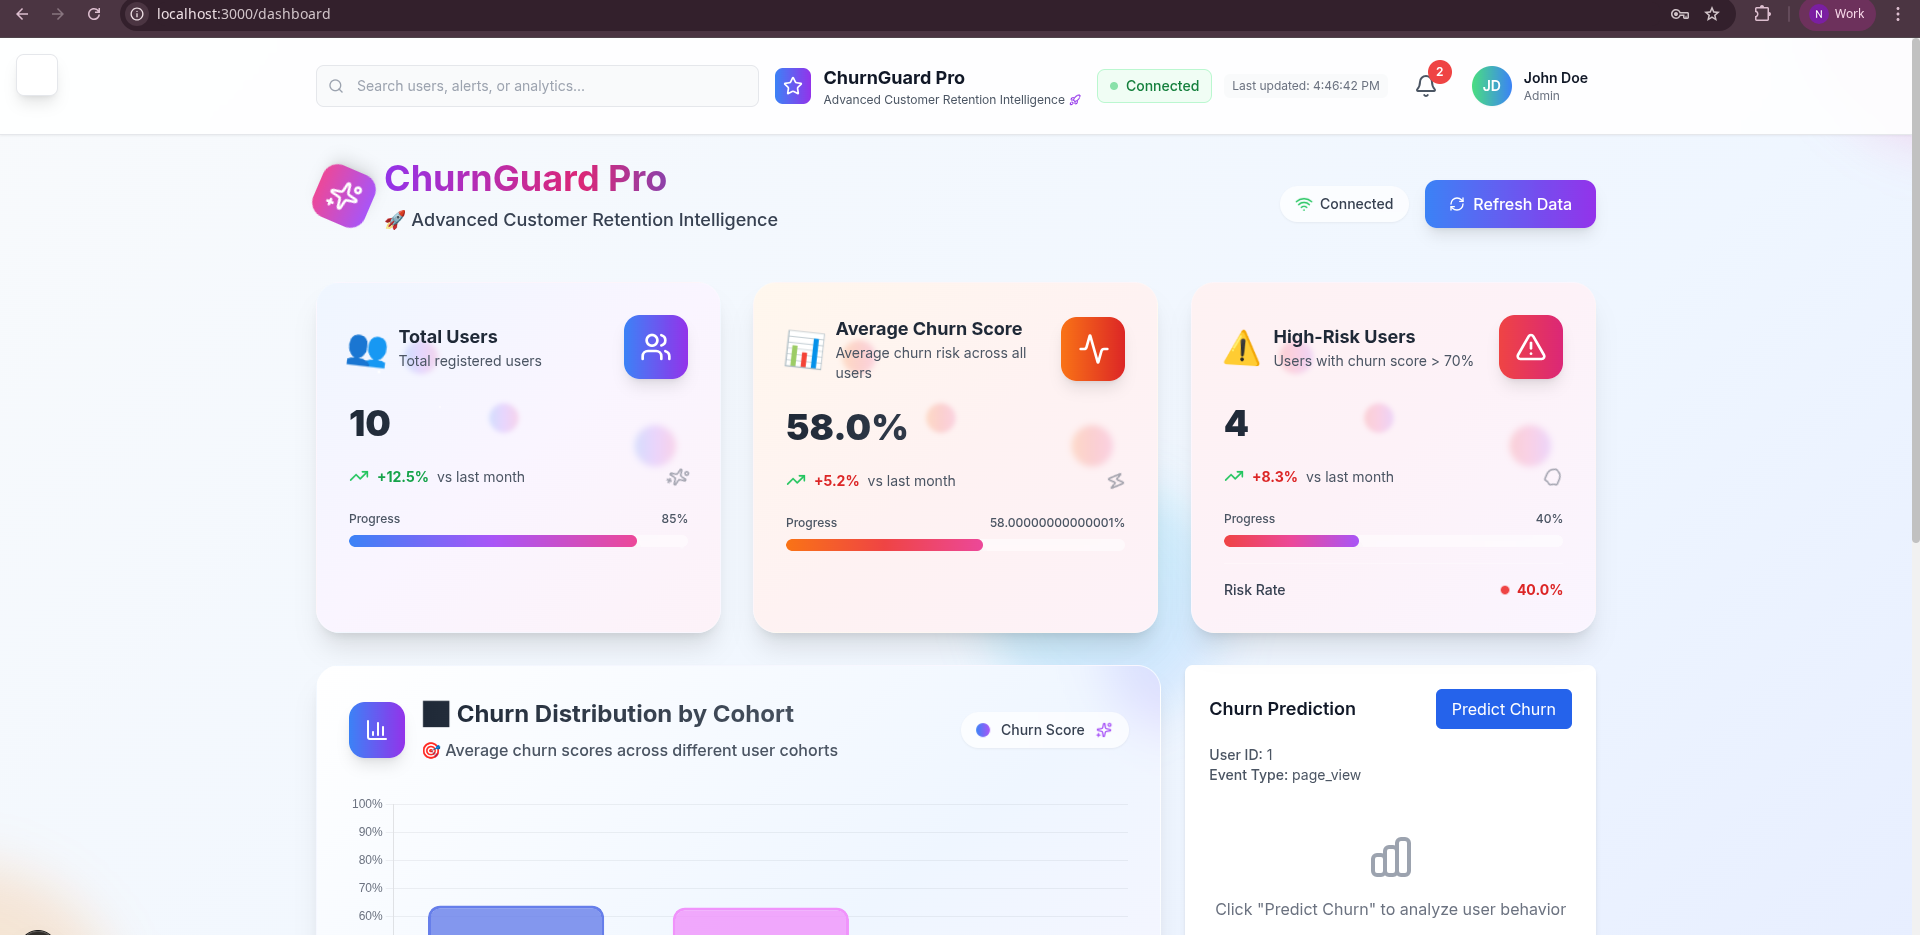 localhost:3000/dashboard
N Work
Search users, alerts, or analytics...
ChurnGuard Pro
Advanced Customer Retention Intelligence
Connected
Last updated: 4:46:42 PM
2
JD
John Doe
Admin
ChurnGuard Pro
🚀 Advanced Customer Retention Intelligence
Connected
Refresh Data
Total Users
Total registered users
10
+12.5% vs last month
Progress 85%
Average Churn Score
Average churn risk across all
users
58.0%
+5.2% vs last month
Progress 58.00000000000001%
High-Risk Users
Users with churn score > 70%
4
+8.3% vs last month
Progress 40%
Risk Rate 40.0%
Churn Distribution by Cohort
🎯 Average churn scores across different user cohorts
Churn Score
100%
90%
80%
70%
60%
Churn Prediction
Predict Churn
User ID: 1
Event Type: page_view
Click "Predict Churn" to analyze user behavior